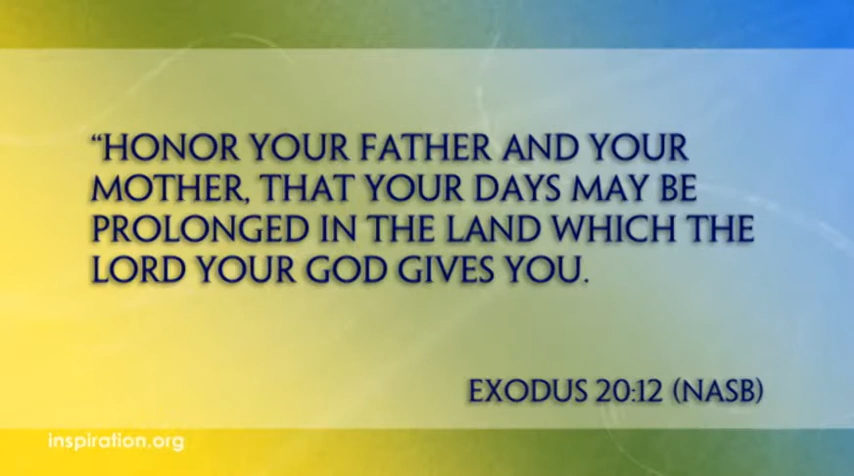 “HONOR YOUR FATHER AND YOUR
MOTHER, THAT YOUR DAYS MAY BE
PROLONGED IN THE LAND WHICH THE
LORD YOUR GOD GIVES YOU.
EXODUS 20:12 (NASB)
inspiration.org